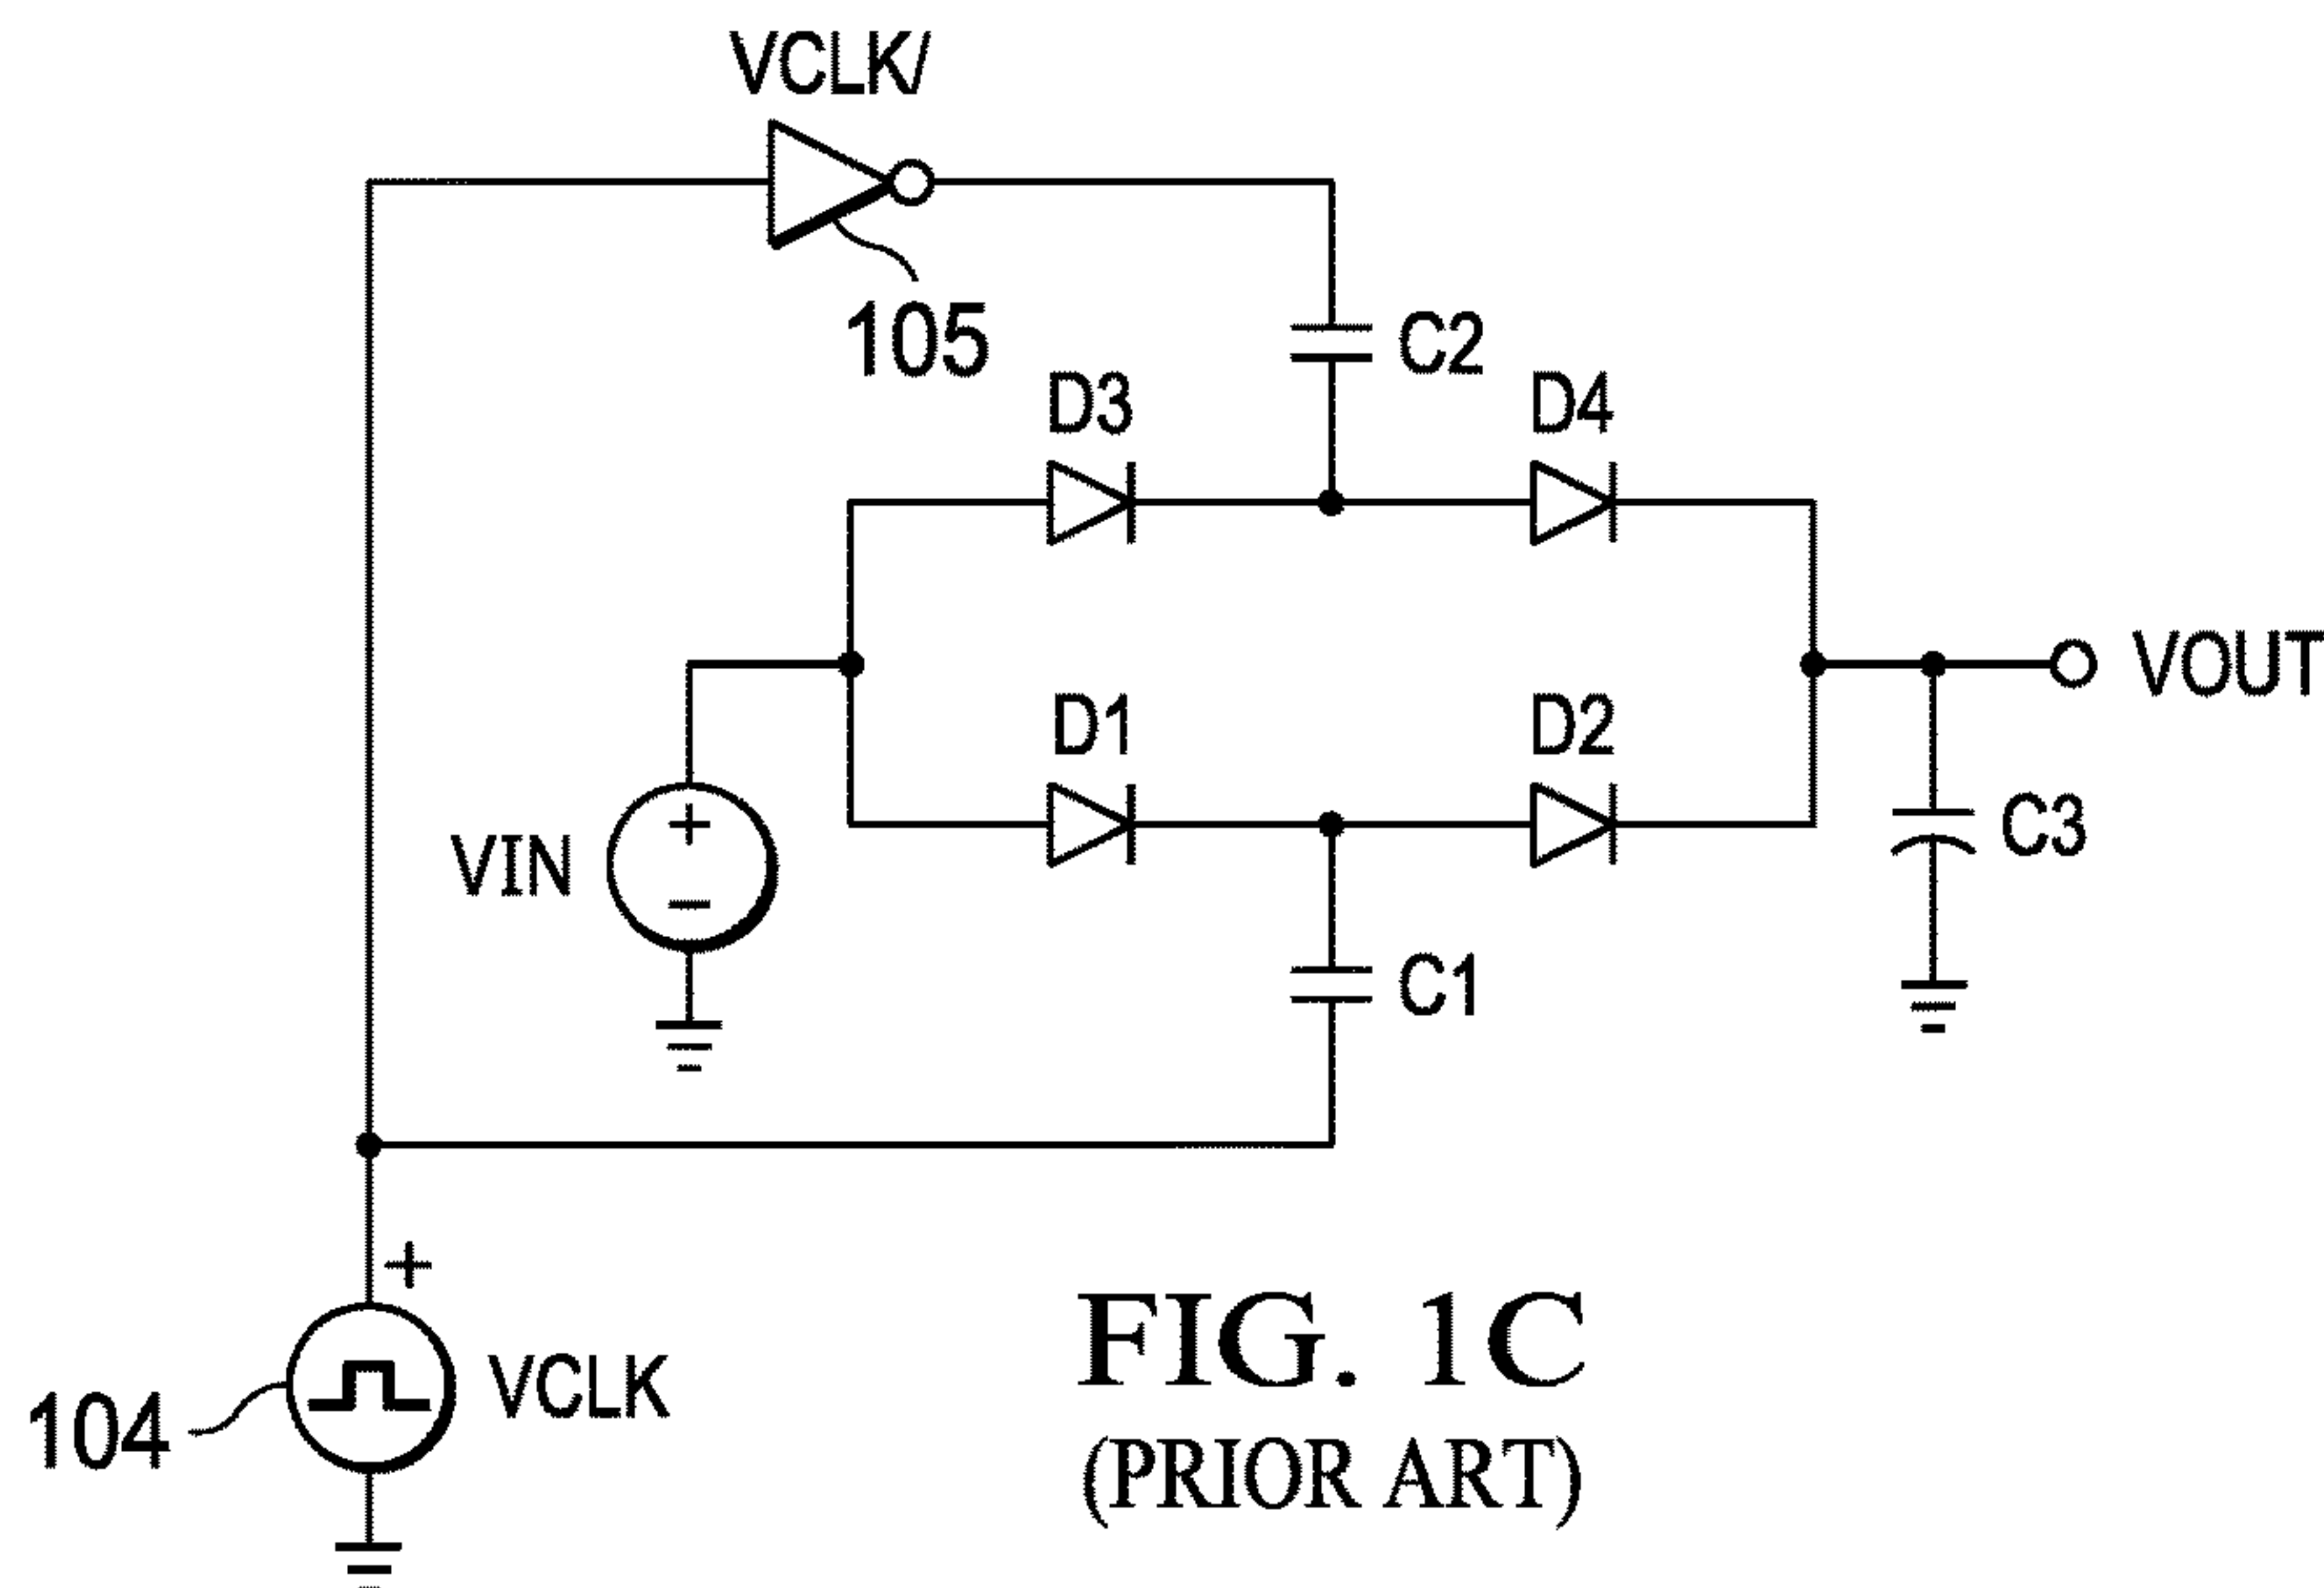 VCLK/
105
C2
D3
D4
VOUT
D1
D2
C3
VIN
+
−
C1
+
104
VCLK
FIG. 1C
(PRIOR ART)